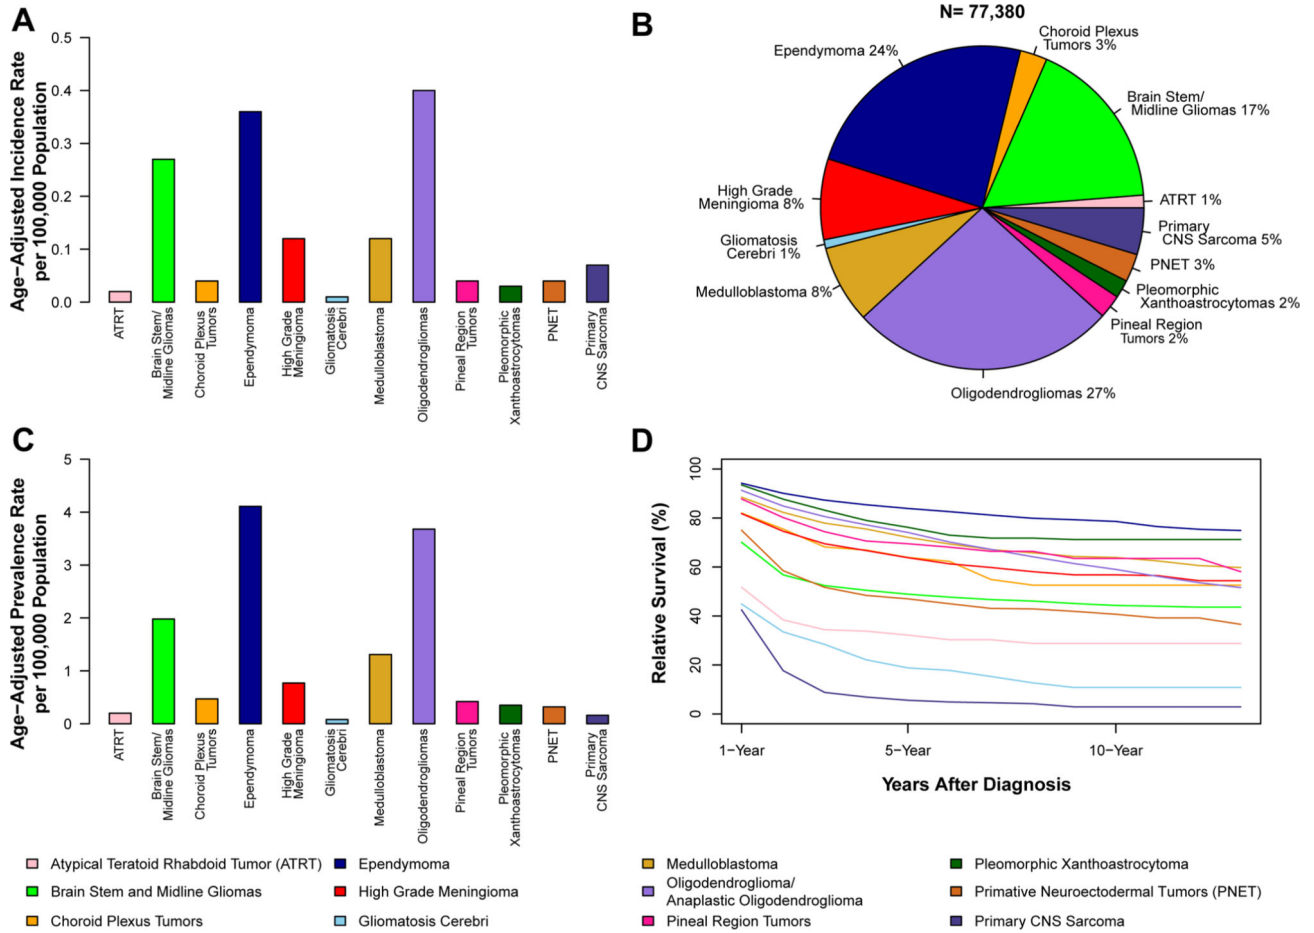 A
Age−Adjusted Incidence Rate
per 100,000 Population
0.5
0.4
0.3
0.2
0.1
0.0
ATRT
Brain Stem/
Midline Gliomas
Choroid Plexus
Tumors
Ependymoma
High Grade
Meningioma
Gliomatosis
Cerebri
Medulloblastoma
Oligodendrogliomas
Pineal Region
Tumors
Pleomorphic
Xanthoastrocytomas
PNET
Primary
CNS Sarcoma
B
N= 77,380
Choroid Plexus
Tumors 3%
Ependymoma 24%
Brain Stem/
Midline Gliomas 17%
High Grade
Meningioma 8%
ATRT 1%
Gliomatosis
Cerebri 1%
Primary
CNS Sarcoma 5%
PNET 3%
Medulloblastoma 8%
Pleomorphic
Xanthoastrocytomas 2%
Pineal Region
Tumors 2%
Oligodendrogliomas 27%
C
Age−Adjusted Prevalence Rate
per 100,000 Population
5
4
3
2
1
0
ATRT
Brain Stem/
Midline Gliomas
Choroid Plexus
Tumors
Ependymoma
High Grade
Meningioma
Gliomatosis
Cerebri
Medulloblastoma
Oligodendrogliomas
Pineal Region
Tumors
Pleomorphic
Xanthoastrocytomas
PNET
Primary
CNS Sarcoma
D
Relative Survival (%)
100
80
60
40
20
0
1−Year
5−Year
10−Year
Years After Diagnosis
Atypical Teratoid Rhabdoid Tumor (ATRT)
Brain Stem and Midline Gliomas
Choroid Plexus Tumors
Ependymoma
High Grade Meningioma
Gliomatosis Cerebri
Medulloblastoma
Oligodendroglioma/
Anaplastic Oligodendroglioma
Pineal Region Tumors
Pleomorphic Xanthoastrocytoma
Primative Neuroectodermal Tumors (PNET)
Primary CNS Sarcoma